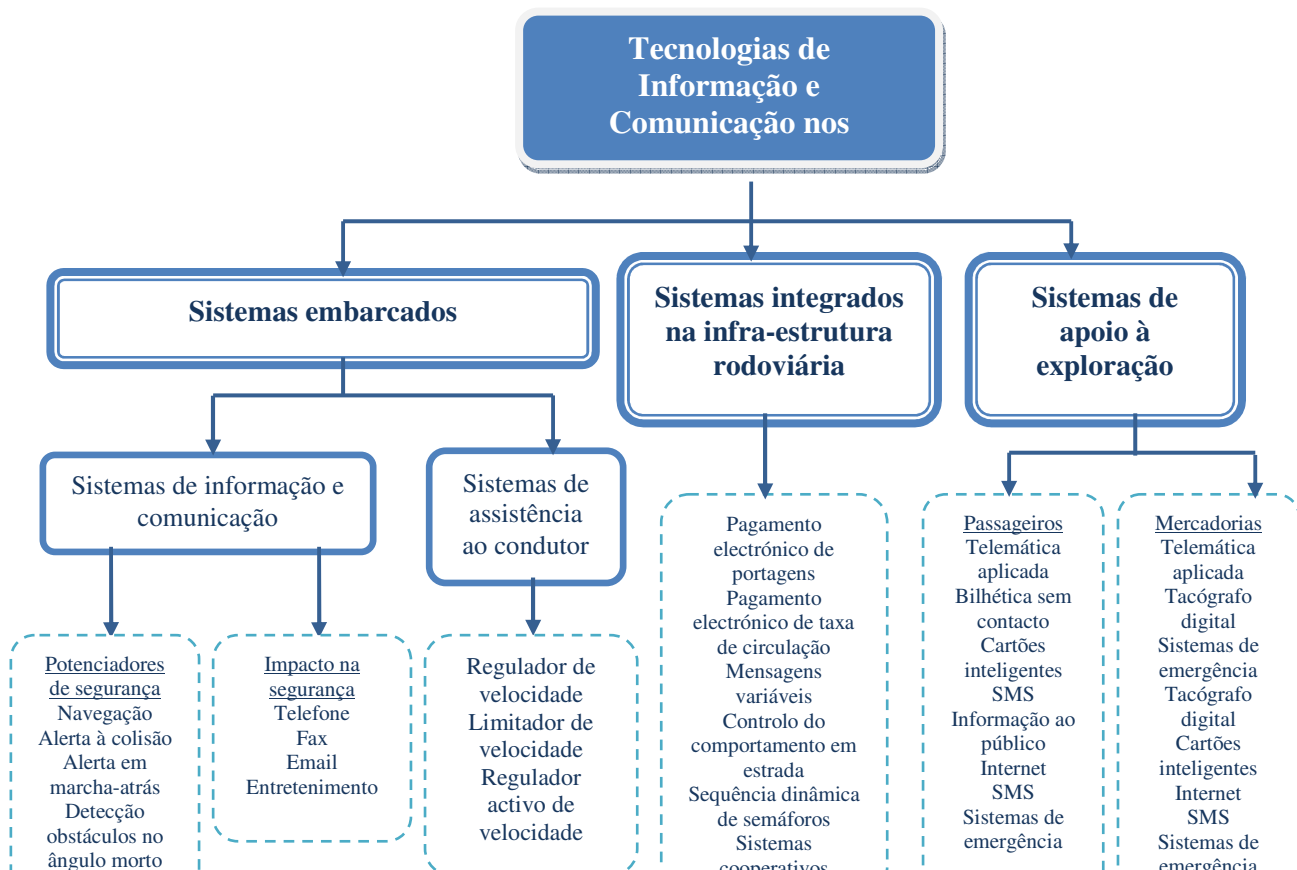 Tecnologias de
Informação e
Comunicação nos
Sistemas embarcados
Sistemas integrados
na infra-estrutura
rodoviária
Sistemas de
apoio à
exploração
Sistemas de informação e
comunicação
Sistemas de
assistência
ao condutor
Potenciadores
de segurança
Navegação
Alerta à colisão
Alerta em
marcha-atrás
Detecção
obstáculos no
ângulo morto
Impacto na
segurança
Telefone
Fax
Email
Entretenimento
Regulador de
velocidade
Limitador de
velocidade
Regulador
activo de
velocidade
Pagamento
electrónico de
portagens
Pagamento
electrónico de taxa
de circulação
Mensagens
variáveis
Controlo do
comportamento em
estrada
Sequência dinâmica
de semáforos
Sistemas
cooperativos
Passageiros
Telemática
aplicada
Bilhética sem
contacto
Cartões
inteligentes
SMS
Informação ao
público
Internet
SMS
Sistemas de
emergência
Mercadorias
Telemática
aplicada
Tacógrafo
digital
Sistemas de
emergência
Tacógrafo
digital
Cartões
inteligentes
Internet
SMS
Sistemas de
emergência